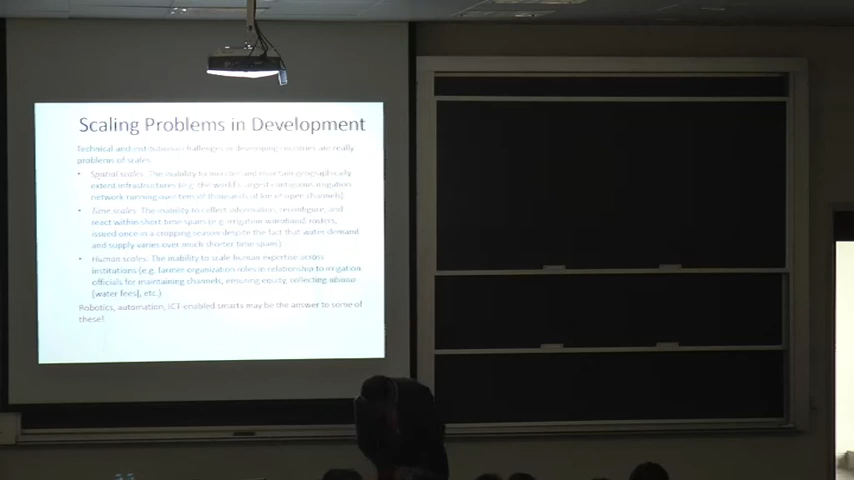 Scaling Problems in Development
Technical and institutional challenges in developing countries are really
problems of scales.
• Spatial scales: The inability to monitor and maintain geographically
extent infrastructures (e.g. the world's largest contiguous irrigation
network running over tens of thousands of km of open channels)
• Time scales: The inability to collect information, reconfigure, and
react within short time spans (e.g. irrigation warabandi rosters,
issued once in a cropping season despite the fact that water demand
and supply varies over much shorter time spans)
• Human scales: The inability to scale human expertise across
institutions (e.g. farmer organization roles in relationship to irrigation
officials for maintaining channels, ensuring equity, collecting abiana
(water fees), etc.)
Robotics, automation, ICT enabled smarts may be the answer to some of
these!